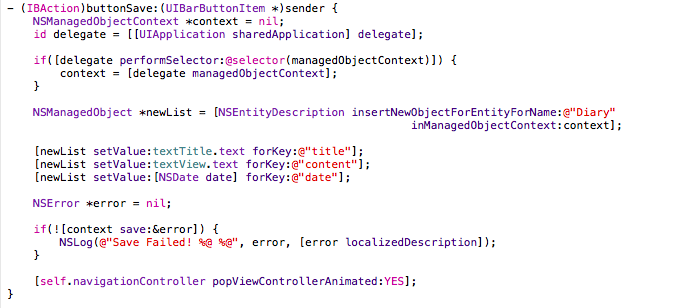 - (IBAction)buttonSave:(UIBarButtonItem *)sender {
NSManagedObjectContext *context = nil;
id delegate = [[UIApplication sharedApplication] delegate];
if([delegate performSelector:@selector(managedObjectContext)]) {
context = [delegate managedObjectContext];
}
NSManagedObject *newList = [NSEntityDescription insertNewObjectForEntityForName:@"Diary"
inManagedObjectContext:context];
[newList setValue:textTitle.text forKey:@"title"];
[newList setValue:textView.text forKey:@"content"];
[newList setValue:[NSDate date] forKey:@"date"];
NSError *error = nil;
if(![context save:&error]) {
NSLog(@"Save Failed! %@ %@", error, [error localizedDescription]);
}
[self.navigationController popViewControllerAnimated:YES];
}